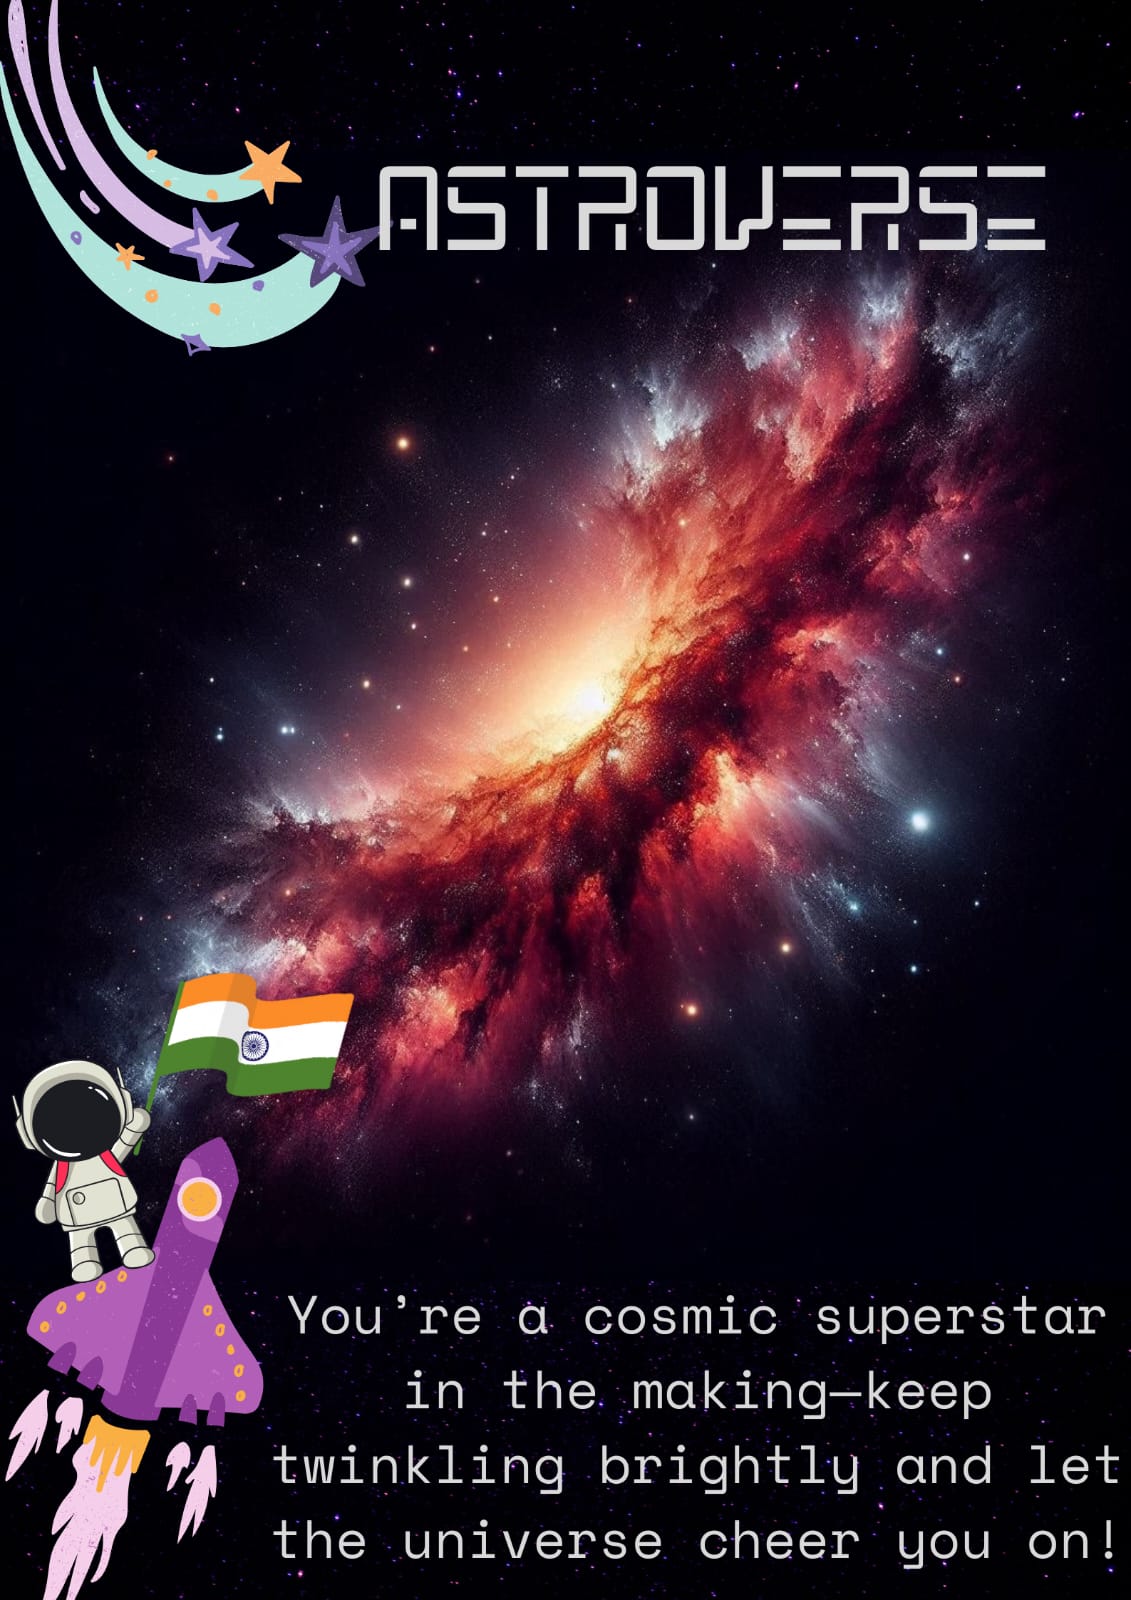 ASTROVERSE
You're a cosmic superstar
in the making—keep
twinkling brightly and let
the universe cheer you on!